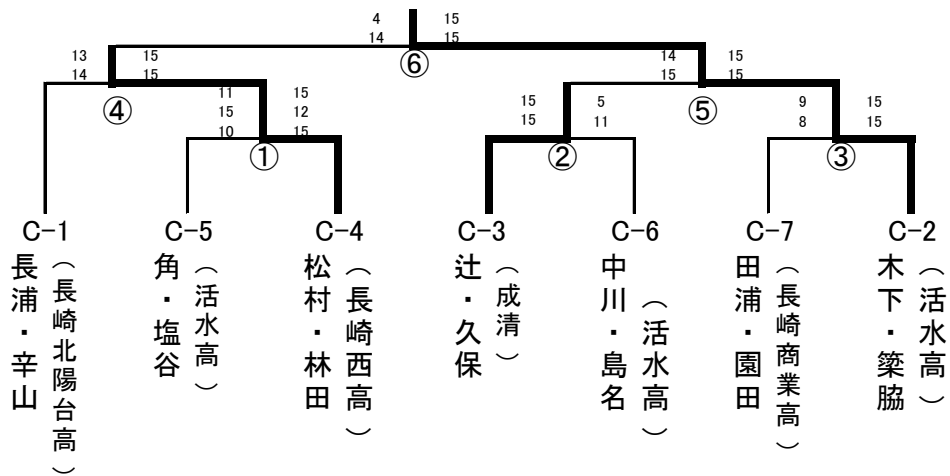 4 15
14 15
⑥
13 15
14 15
④
14 15
15 15
⑤
11 15
15 12
10 15
①
15 5
15 11
②
9 15
8 15
③
C-1
長浦・辛山
（長崎北陽台高）
C-5
角・塩谷
（活水高）
C-4
松村・林田
（長崎西高）
C-3
辻・久保
（成清）
C-6
中川・島名
（活水高）
C-7
田浦・園田
（長崎商業高）
C-2
木下・築脇
（活水高）